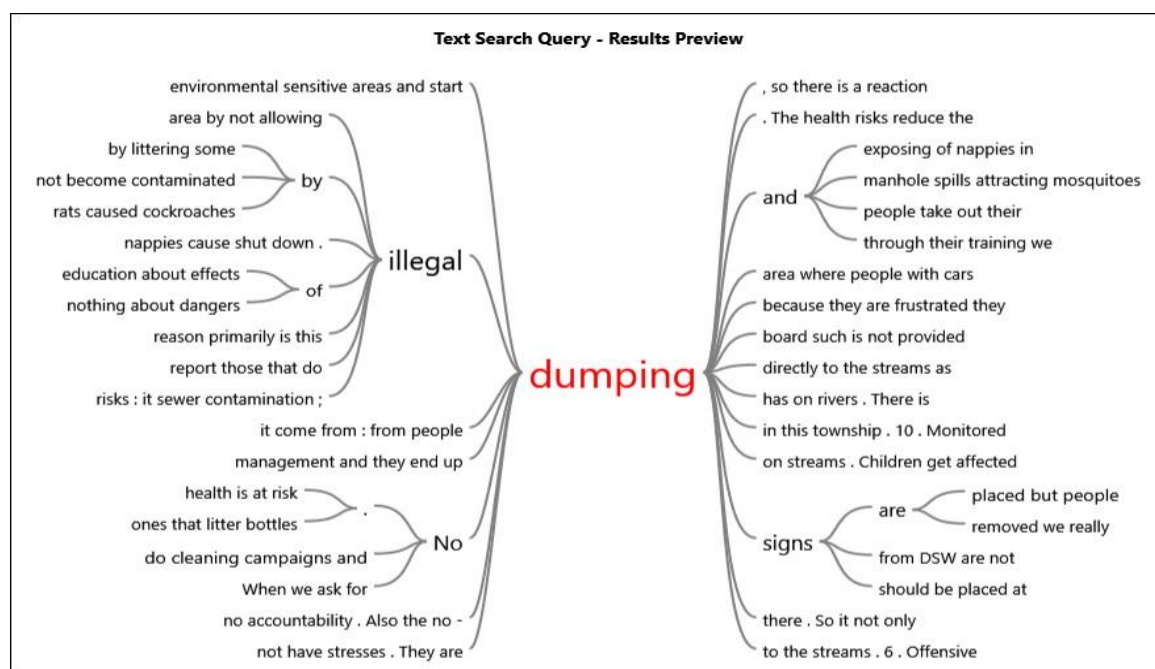 Text Search Query - Results Preview
environmental sensitive areas and start
area by not allowing
by littering some
not become contaminated
by
rats caused cockroaches
nappies cause shut down .
illegal
education about effects
of
nothing about dangers
reason primarily is this
report those that do
risks : it sewer contamination ;
it come from : from people
management and they end up
health is at risk
.
ones that litter bottles
No
do cleaning campaigns and
When we ask for
no accountability . Also the no -
not have stresses . They are
dumping
, so there is a reaction
. The health risks reduce the
and
exposing of nappies in
manhole spills attracting mosquitoes
people take out their
through their training we
area where people with cars
because they are frustrated they
board such is not provided
directly to the streams as
has on rivers . There is
in this township . 10 . Monitored
on streams . Children get affected
signs
are
placed but people
removed we really
from DSW are not
should be placed at
there . So it not only
to the streams . 6 . Offensive